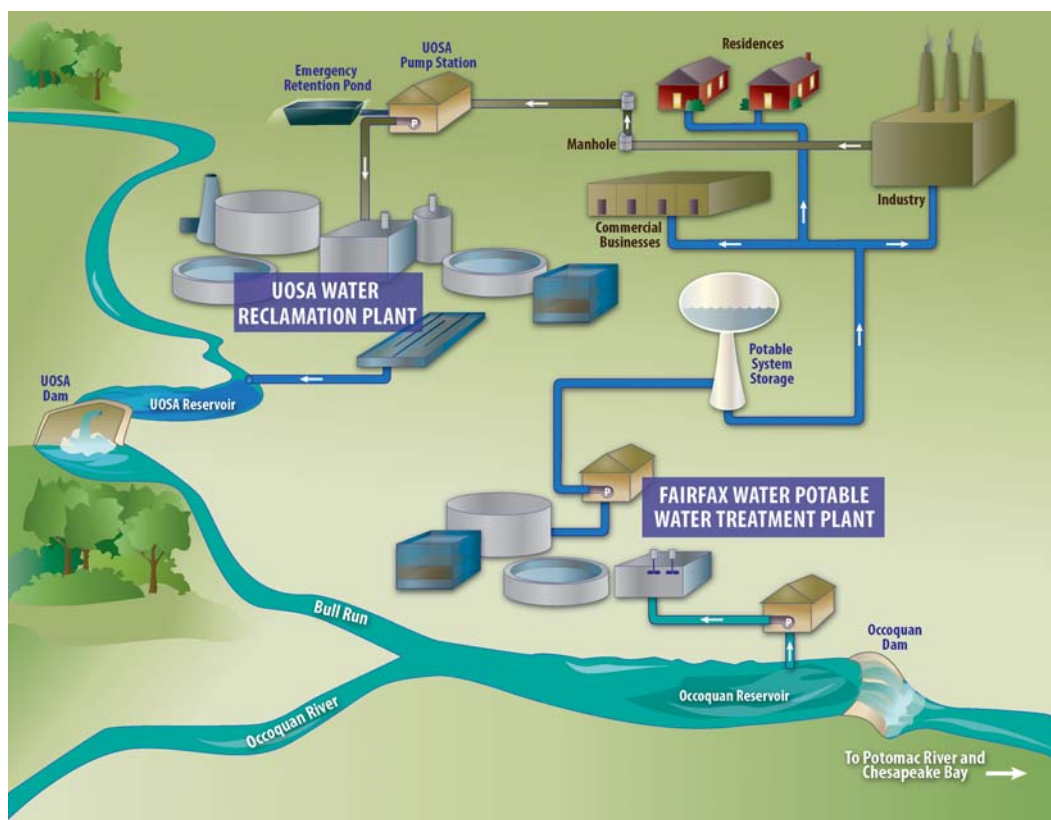 UOSA
Pump Station
Emergency
Retention Pond
P
Residences
Manhole
Industry
Commercial
Businesses
UOSA WATER
RECLAMATION PLANT
Potable
System
Storage
UOSA
Dam
UOSA Reservoir
P
FAIRFAX WATER POTABLE
WATER TREATMENT PLANT
P
Bull Run
Occoquan
Dam
Occoquan Reservoir
Occoquan River
To Potomac River and
Chesapeake Bay